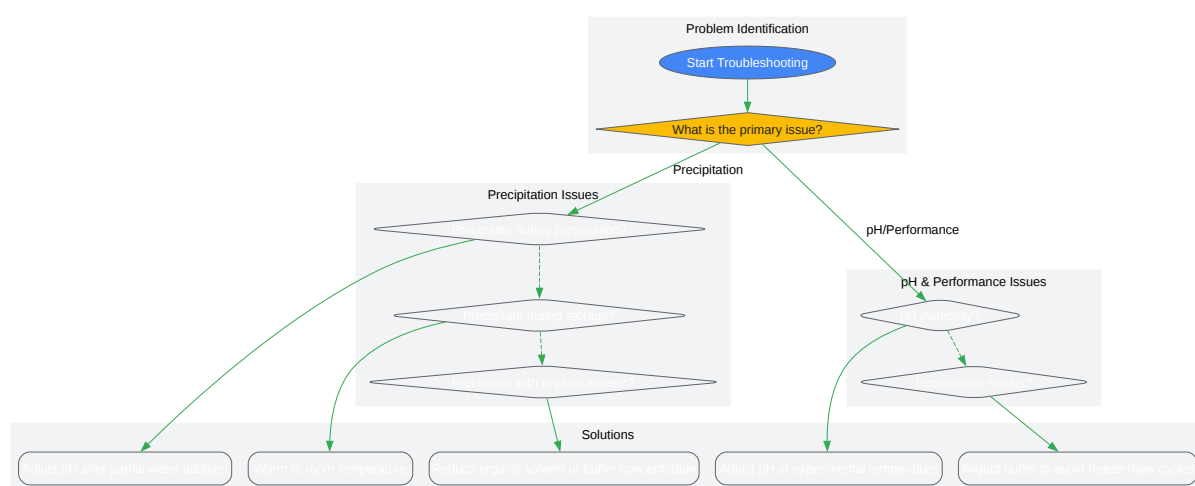 Problem Identification
Start Troubleshooting
What is the primary issue?
Precipitation
Precipitation Issues
Precipitate during preparation?
pH/Performance
pH & Performance Issues
Precipitate during storage?
pH instability?
Precipitate with organic solvent?
Inconsistent results?
Solutions
Adjust pH after partial water addition
Warm to room temperature
Reduce organic solvent or buffer concentration
Adjust pH at experimental temperature
Aliquot buffer to avoid freeze-thaw cycles